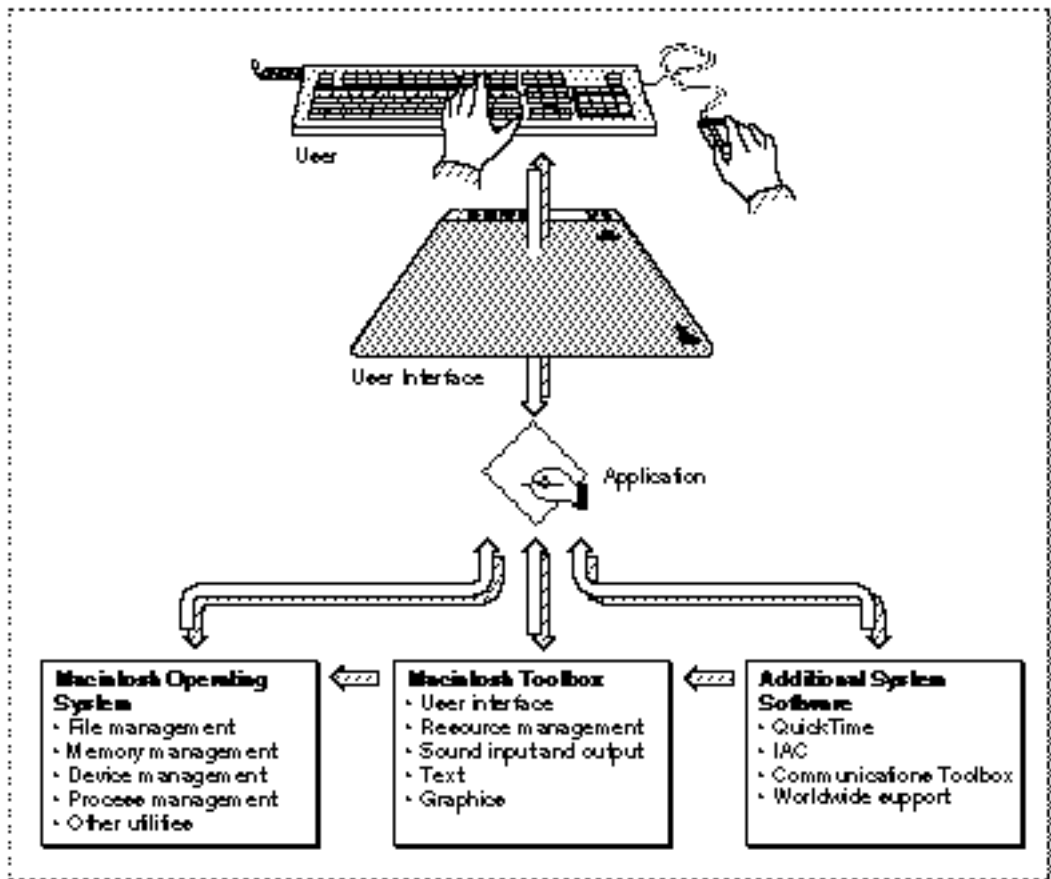 User
User Interface
Application
Macintosh Operating
System
• File management
• Memory management
• Device management
• Process management
• Other utilities
Macintosh Toolbox
• User interface
• Resource management
• Sound input and output
• Text
• Graphics
Additional System
Software
• QuickTime
• IAC
• Communications Toolbox
• Worldwide support